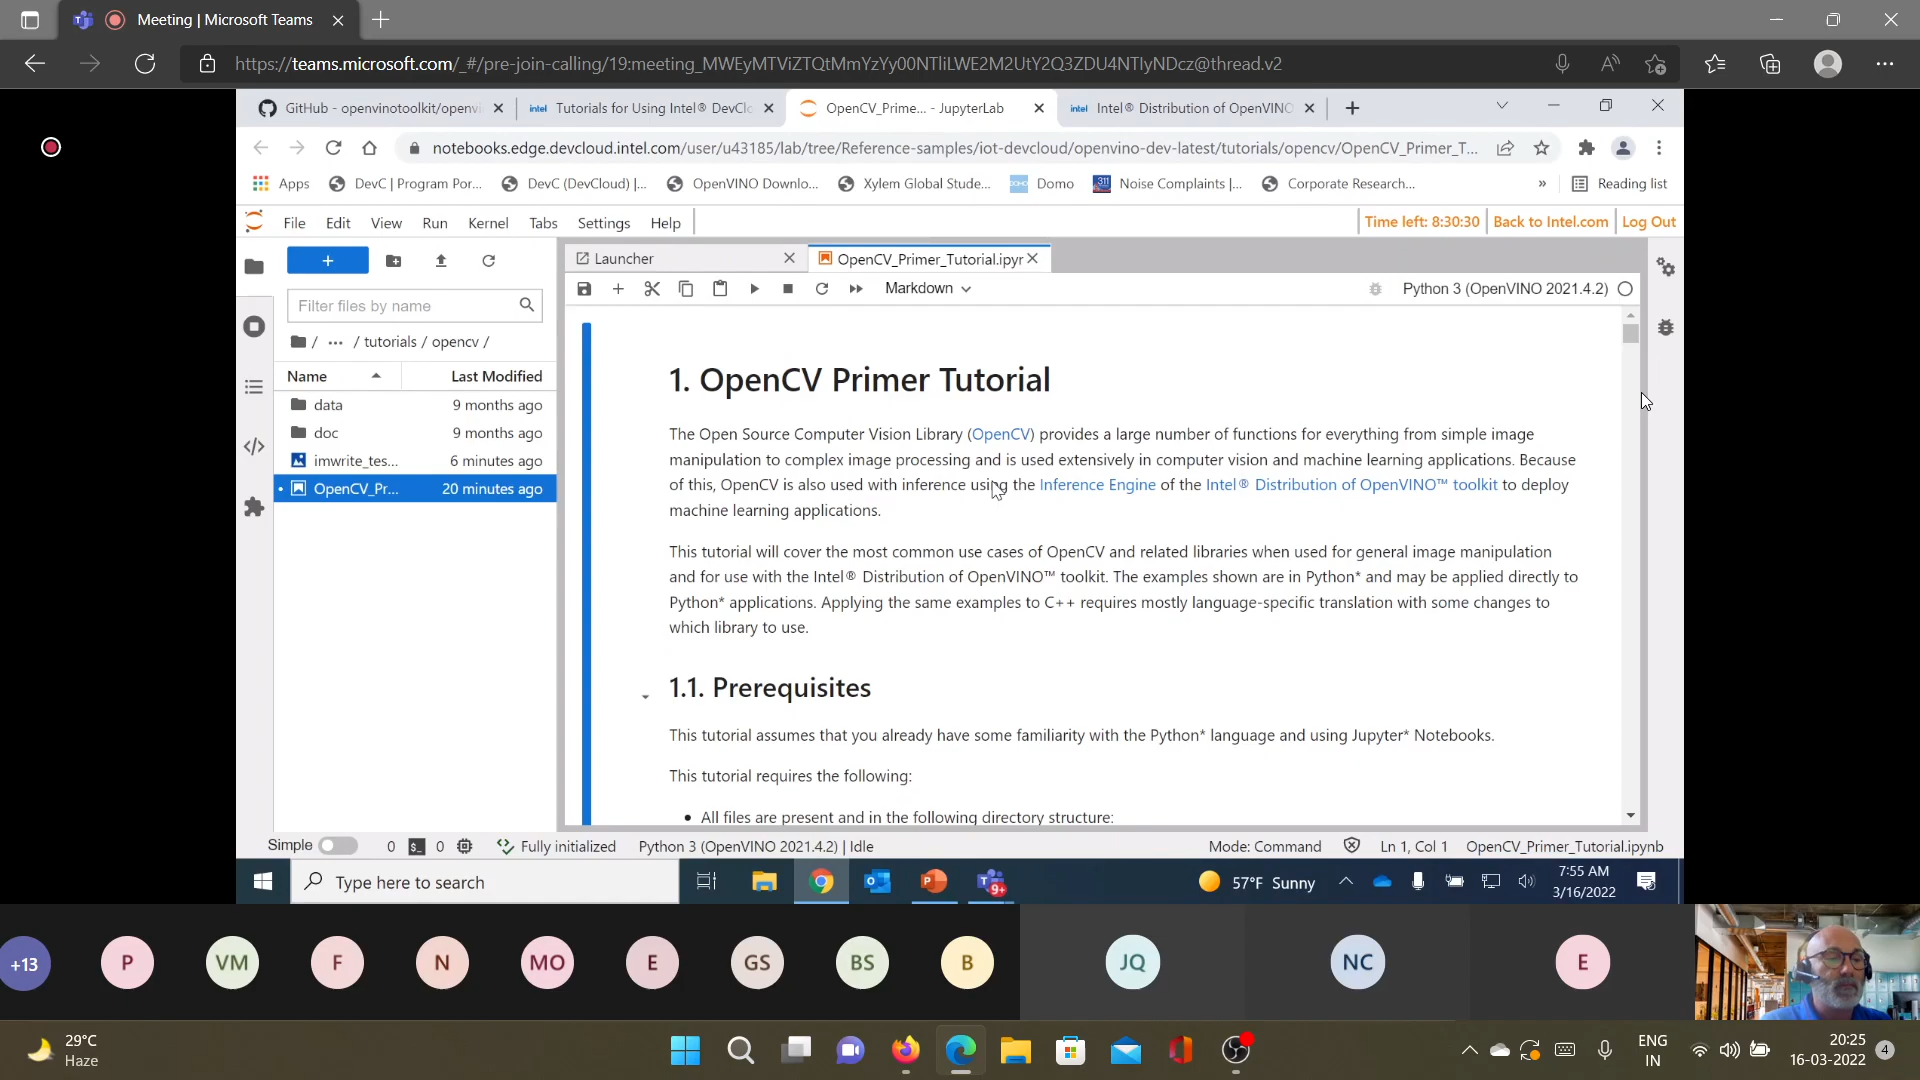 Meeting | Microsoft Teams
https://teams.microsoft.com/_#/pre-join-calling/19:meeting_MWEyMTViZTQtMmYzYy00NTliLWE2M2UtY2Q3ZDU4NTIyNDcz@thread.v2
GitHub - openvinotoolkit/openvi
intel Tutorials for Using Intel® DevClo
OpenCV_Prime... - JupyterLab
intel Intel® Distribution of OpenVINO
notebooks.edge.devcloud.intel.com/user/u43185/lab/tree/Reference-samples/iot-devcloud/openvino-dev-latest/tutorials/opencv/OpenCV_Primer_T...
Apps DevC | Program Por... DevC (DevCloud) |... OpenVINO Downlo... Xylem Global Stude... DOMO Domo 311 Noise Complaints |... Corporate Research... » Reading list
File Edit View Run Kernel Tabs Settings Help Time left: 8:30:30 Back to Intel.com Log Out
Launcher OpenCV_Primer_Tutorial.ipyr
Markdown Python 3 (OpenVINO 2021.4.2)
Filter files by name
/ ··· / tutorials / opencv /
Name Last Modified
data 9 months ago
doc 9 months ago
imwrite_tes... 6 minutes ago
OpenCV_Pr... 20 minutes ago
1. OpenCV Primer Tutorial
The Open Source Computer Vision Library (OpenCV) provides a large number of functions for everything from simple image
manipulation to complex image processing and is used extensively in computer vision and machine learning applications. Because
of this, OpenCV is also used with inference using the Inference Engine of the Intel® Distribution of OpenVINO™ toolkit to deploy
machine learning applications.
This tutorial will cover the most common use cases of OpenCV and related libraries when used for general image manipulation
and for use with the Intel® Distribution of OpenVINO™ toolkit. The examples shown are in Python* and may be applied directly to
Python* applications. Applying the same examples to C++ requires mostly language-specific translation with some changes to
which library to use.
1.1. Prerequisites
This tutorial assumes that you already have some familiarity with the Python* language and using Jupyter* Notebooks.
This tutorial requires the following:
• All files are present and in the following directory structure:
Simple 0 $_ 0 Fully initialized Python 3 (OpenVINO 2021.4.2) | Idle Mode: Command Ln 1, Col 1 OpenCV_Primer_Tutorial.ipynb
Type here to search 9+ 57°F Sunny 7:55 AM
3/16/2022
+13 P VM F N MO E GS BS B JQ NC E
29°C
Haze
ENG
IN
20:25
16-03-2022
4